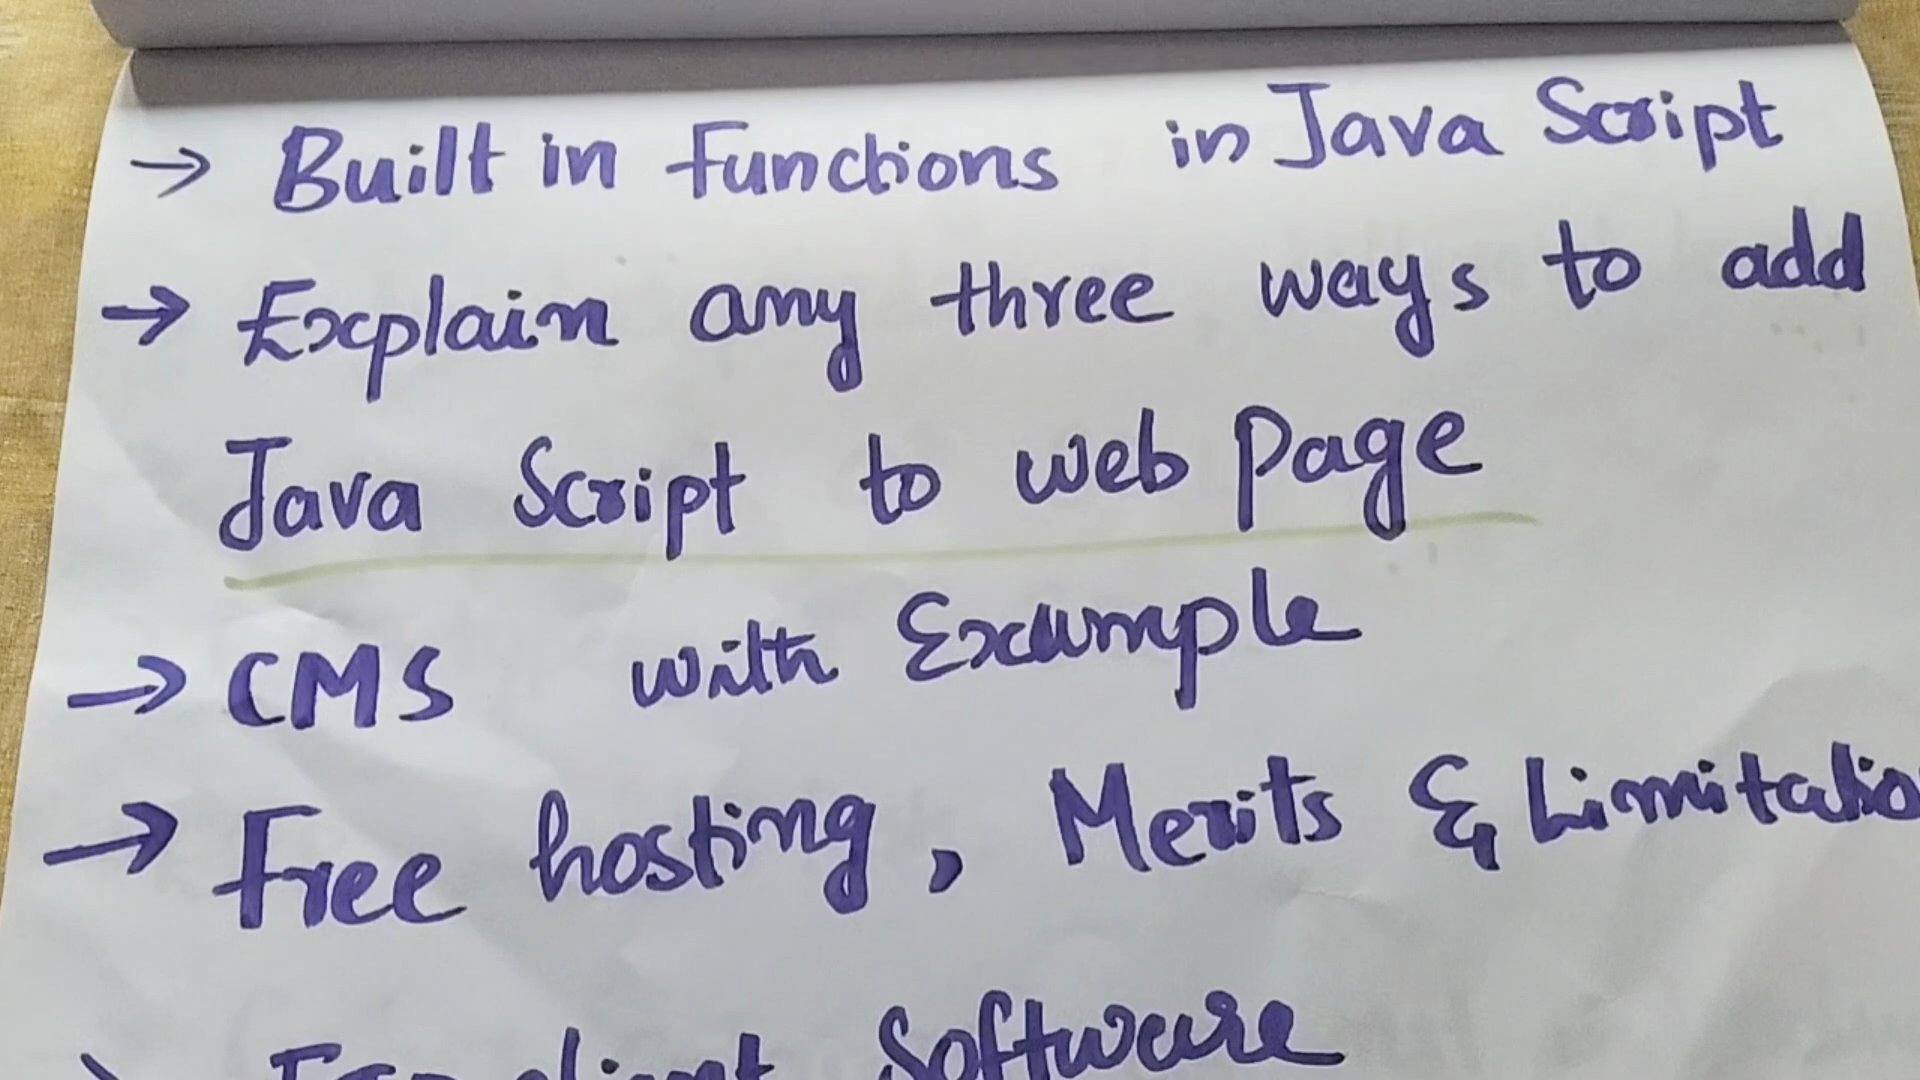 → Built in functions in Java Script
→ Explain any three ways to add
Java Script to web page
→ CMS with Example
→ Free hosting, Merits & Limitatio
client Software